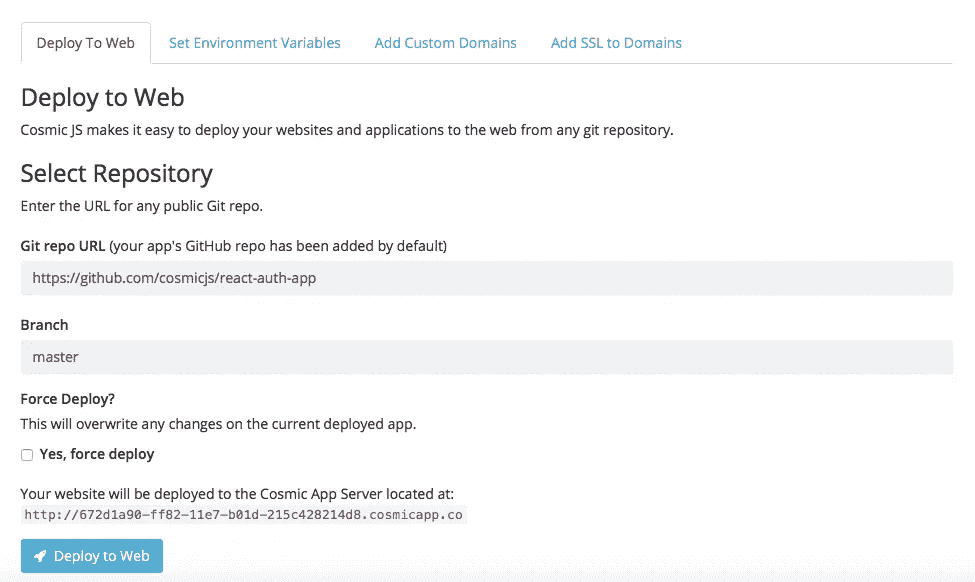 Deploy To Web
Set Environment Variables
Add Custom Domains
Add SSL to Domains
Deploy to Web
Cosmic JS makes it easy to deploy your websites and applications to the web from any git repository.
Select Repository
Enter the URL for any public Git repo.
Git repo URL (your app's GitHub repo has been added by default)
https://github.com/cosmicjs/react-auth-app
Branch
master
Force Deploy?
This will overwrite any changes on the current deployed app.
Yes, force deploy
Your website will be deployed to the Cosmic App Server located at:
http://672d1a90-ff82-11e7-b01d-215c428214d8.cosmicapp.co
Deploy to Web